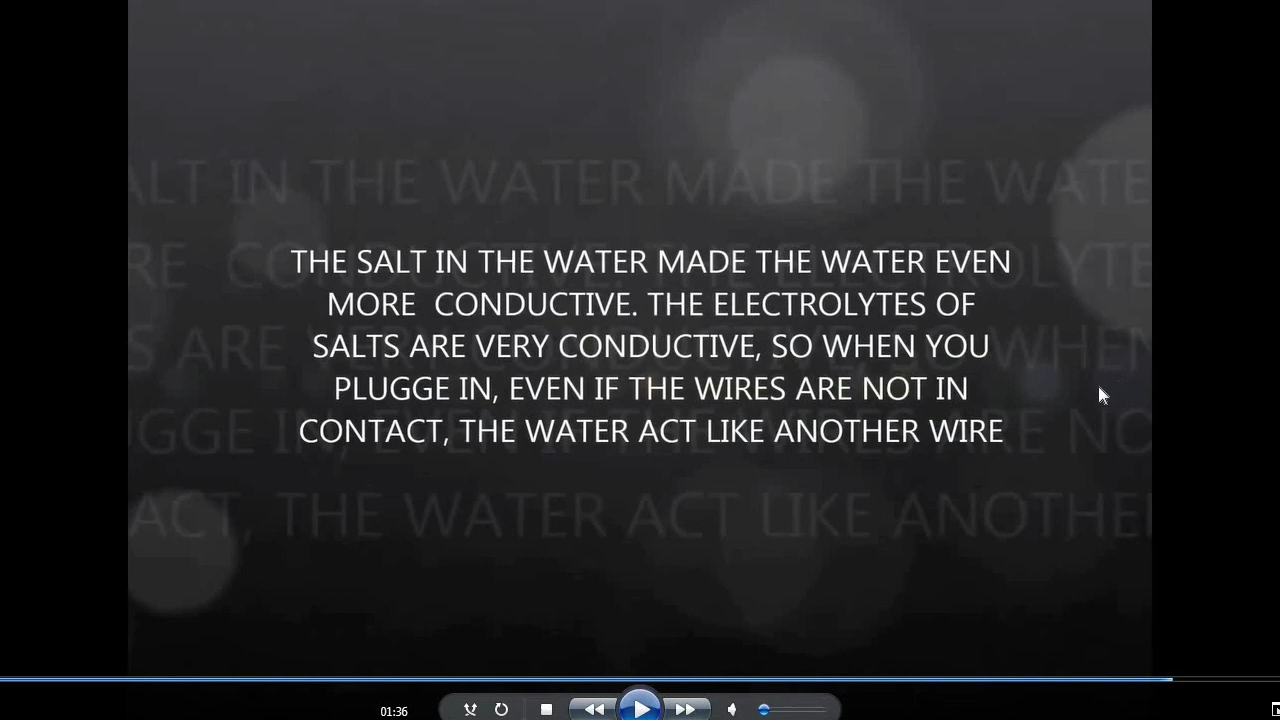 THE SALT IN THE WATER MADE THE WATER EVEN
MORE  CONDUCTIVE. THE ELECTROLYTES OF
SALTS ARE VERY CONDUCTIVE, SO WHEN YOU
PLUGGE IN, EVEN IF THE WIRES ARE NOT IN
CONTACT, THE WATER ACT LIKE ANOTHER WIRE
01:36